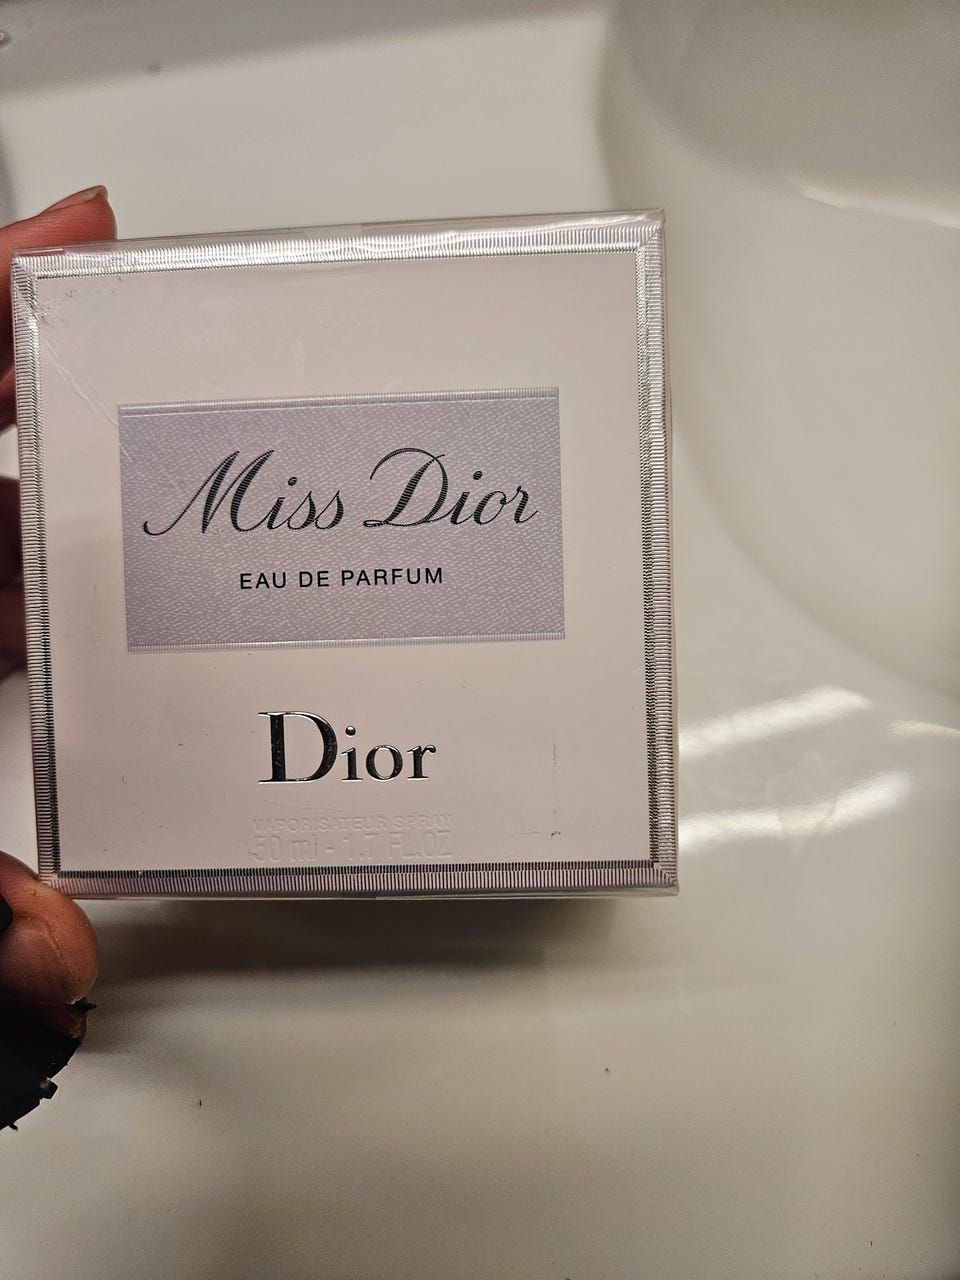 Miss Dior
EAU DE PARFUM
Dior
VAPORISATEUR SPRAY
50 ml - 1.7 FL.OZ